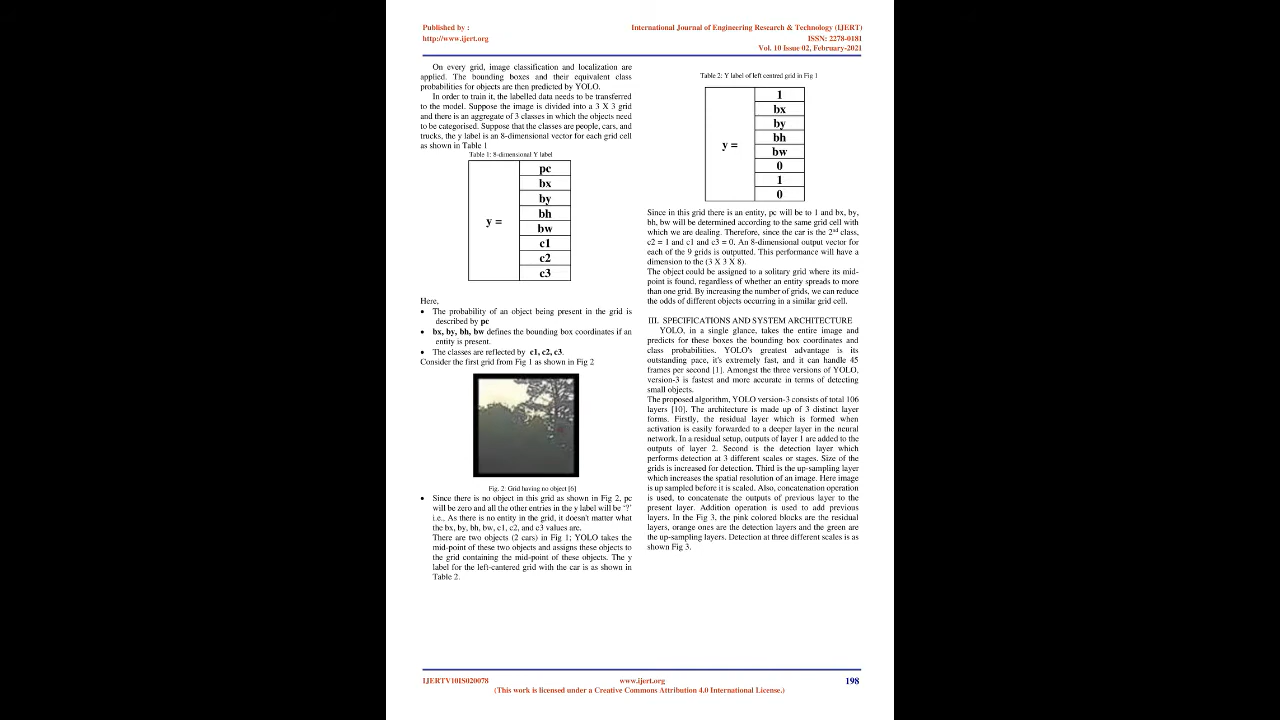 Published by :
http://www.ijert.org
International Journal of Engineering Research & Technology (IJERT)
ISSN: 2278-0181
Vol. 10 Issue 02, February-2021
On every grid, image classification and localization are
applied. The bounding boxes and their equivalent class
probabilities for objects are then predicted by YOLO.
In order to train it, the labelled data needs to be transferred
to the model. Suppose the image is divided into a 3 X 3 grid
and there is an aggregate of 3 classes in which the objects need
to be categorised. Suppose that the classes are people, cars, and
trucks, the y label is an 8-dimensional vector for each grid cell
as shown in Table 1
Table 1: 8-dimensional Y label
y =
pc
bx
by
bh
bw
c1
c2
c3
Here,
• The probability of an object being present in the grid is
described by pc
• bx, by, bh, bw defines the bounding box coordinates if an
entity is present.
• The classes are reflected by c1, c2, c3.
Consider the first grid from Fig 1 as shown in Fig 2
Fig. 2: Grid having no object [6]
• Since there is no object in this grid as shown in Fig 2, pc
will be zero and all the other entries in the y label will be '?'
i.e., As there is no entity in the grid, it doesn't matter what
the bx, by, bh, bw, c1, c2, and c3 values are.
There are two objects (2 cars) in Fig 1; YOLO takes the
mid-point of these two objects and assigns these objects to
the grid containing the mid-point of these objects. The y
label for the left-cantered grid with the car is as shown in
Table 2.
Table 2: Y label of left centred grid in Fig 1
y =
1
bx
by
bh
bw
0
1
0
Since in this grid there is an entity, pc will be to 1 and bx, by,
bh, bw will be determined according to the same grid cell with
which we are dealing. Therefore, since the car is the 2nd class,
c2 = 1 and c1 and c3 = 0. An 8-dimensional output vector for
each of the 9 grids is outputted. This performance will have a
dimension to the (3 X 3 X 8).
The object could be assigned to a solitary grid where its mid-
point is found, regardless of whether an entity spreads to more
than one grid. By increasing the number of grids, we can reduce
the odds of different objects occurring in a similar grid cell.
III. SPECIFICATIONS AND SYSTEM ARCHITECTURE
YOLO, in a single glance, takes the entire image and
predicts for these boxes the bounding box coordinates and
class probabilities. YOLO's greatest advantage is its
outstanding pace, it's extremely fast, and it can handle 45
frames per second [1]. Amongst the three versions of YOLO,
version-3 is fastest and more accurate in terms of detecting
small objects.
The proposed algorithm, YOLO version-3 consists of total 106
layers [10]. The architecture is made up of 3 distinct layer
forms. Firstly, the residual layer which is formed when
activation is easily forwarded to a deeper layer in the neural
network. In a residual setup, outputs of layer 1 are added to the
outputs of layer 2. Second is the detection layer which
performs detection at 3 different scales or stages. Size of the
grids is increased for detection. Third is the up-sampling layer
which increases the spatial resolution of an image. Here image
is up sampled before it is scaled. Also, concatenation operation
is used, to concatenate the outputs of previous layer to the
present layer. Addition operation is used to add previous
layers. In the Fig 3, the pink colored blocks are the residual
layers, orange ones are the detection layers and the green are
the up-sampling layers. Detection at three different scales is as
shown Fig 3.
IJERTV10IS020078
www.ijert.org
198
(This work is licensed under a Creative Commons Attribution 4.0 International License.)